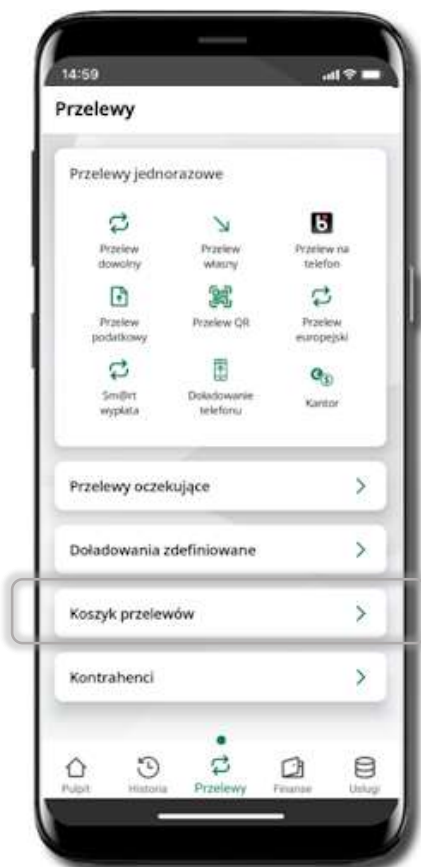 14:59
Przelewy
Przelewy jednorazowe
Przelew
dowolny
Przelew
własny
Przelew na
telefon
Przelew
podatkowy
Przelew QR
Przelew
europejski
Sm@rt
wypłata
Doładowanie
telefonu
Kantor
Przelewy oczekujące
Doładowania zdefiniowane
Koszyk przelewów
Kontrahenci
Pulpit
Historia
Przelewy
Finanse
Usługi